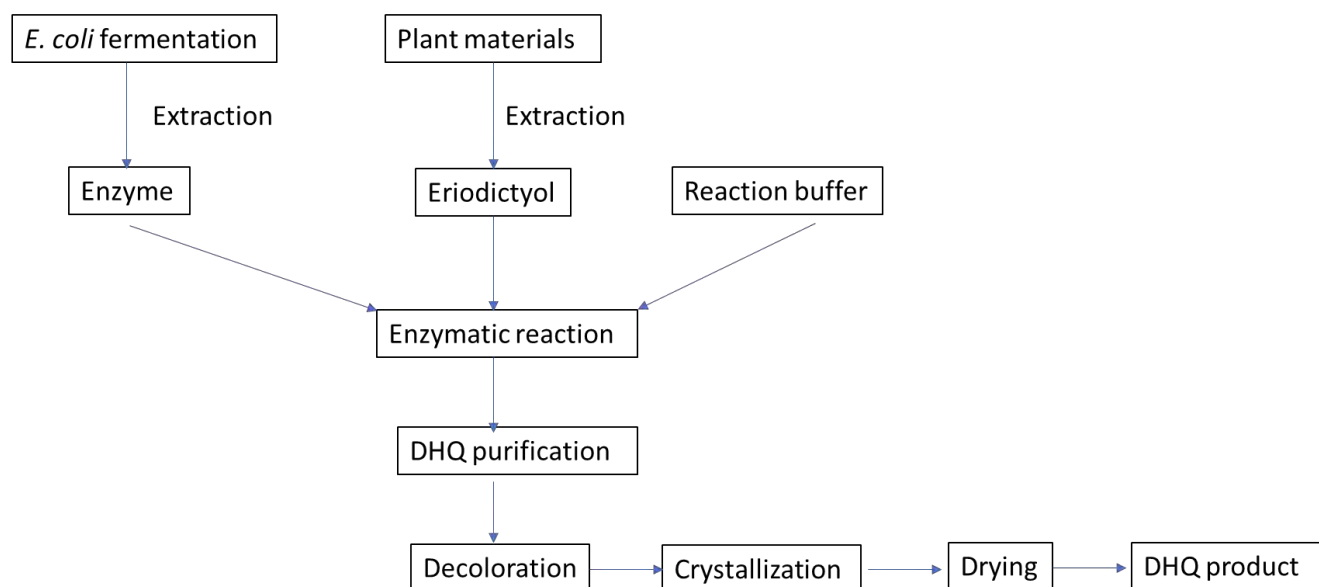 E. coli fermentation
Plant materials
Extraction
Extraction
Enzyme
Eriodictyol
Reaction buffer
Enzymatic reaction
DHQ purification
Decoloration
Crystallization
Drying
DHQ product